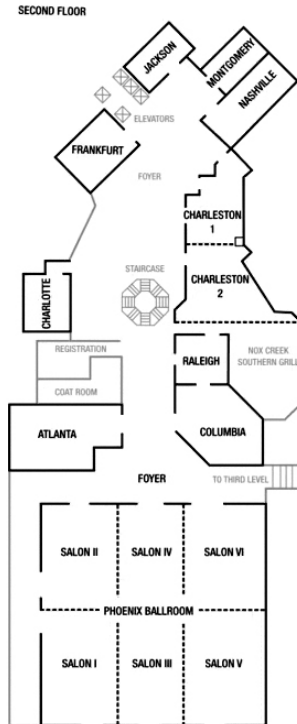 SECOND FLOOR
JACKSON
MONTGOMERY
NASHVILLE
ELEVATORS
FRANKFURT
FOYER
CHARLESTON
1
STAIRCASE
CHARLOTTE
CHARLESTON
2
REGISTRATION
RALEIGH
NOX CREEK
SOUTHERN GRILL
COAT ROOM
ATLANTA
COLUMBIA
FOYER
TO THIRD LEVEL
SALON II
SALON IV
SALON VI
PHOENIX BALLROOM
SALON I
SALON III
SALON V